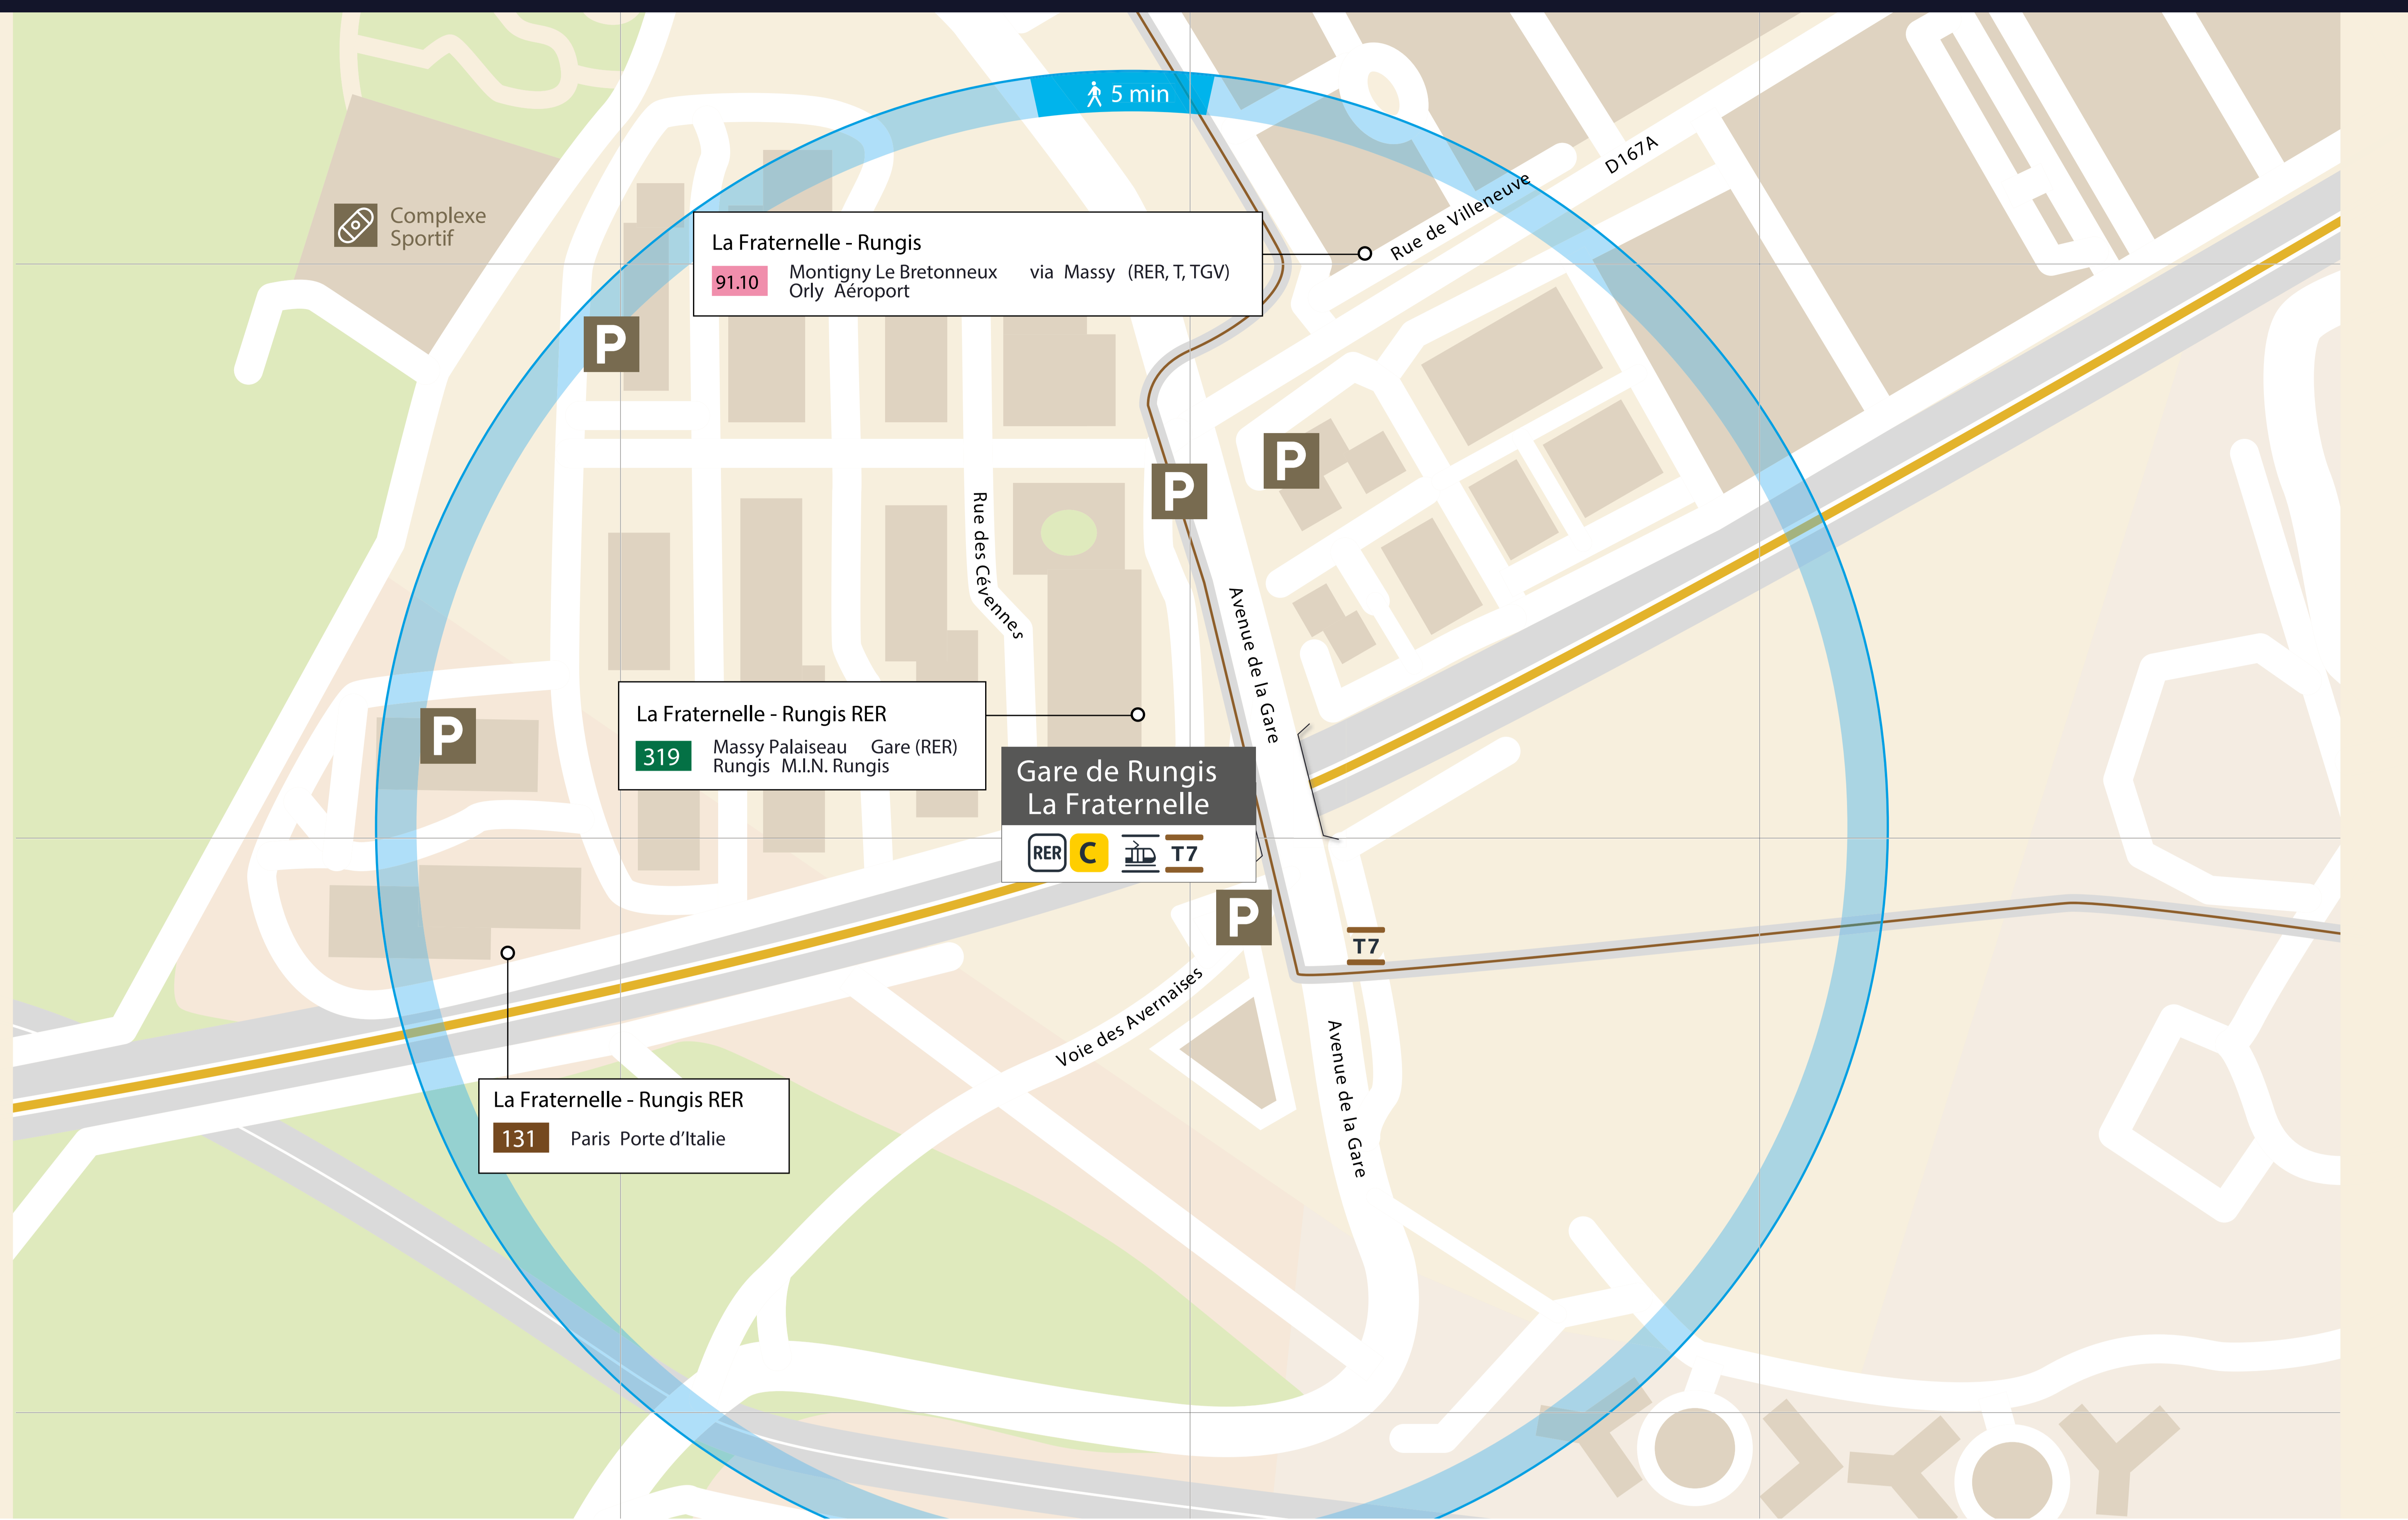 5 min
D167A
Rue de Villeneuve
Complexe
Sportif
La Fraternelle - Rungis
91.10
Montigny Le Bretonneux via Massy (RER, T, TGV)
Orly Aéroport
P
P
P
Rue des Cévennes
Avenue de la Gare
La Fraternelle - Rungis RER
319
Massy Palaiseau Gare (RER)
Rungis M.I.N. Rungis
P
Gare de Rungis
La Fraternelle
RER C T7
P
T7
Voie des Avernaises
Avenue de la Gare
La Fraternelle - Rungis RER
131
Paris Porte d'Italie